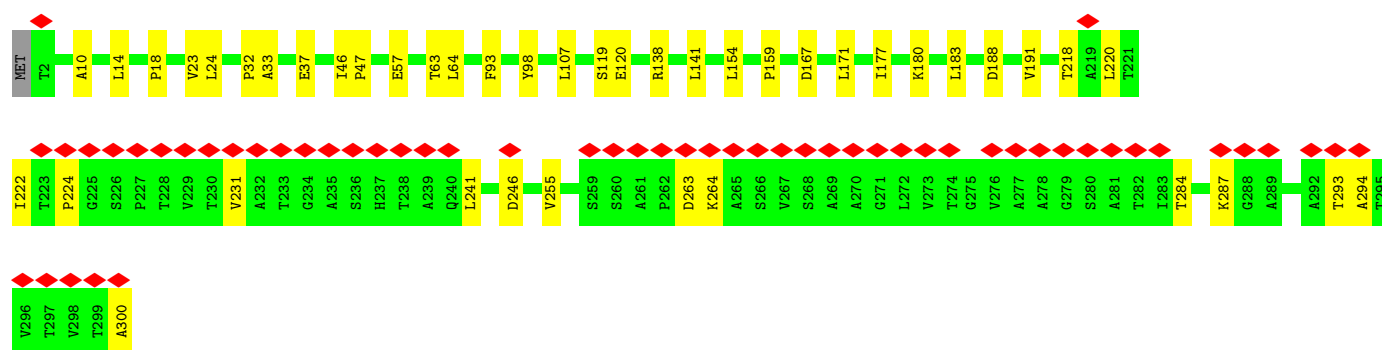 MET T2 A10 L14 P18 V23 L24 P32 A33 E37 I46 P47 E57 T63 L64 F93 Y98 L107 S119 E120 R138 L141 L154 P159 D167 L171 I177 K180 L183 D188 V191 T218 A219 L220 T221
I222 T223 P224 G225 S226 P227 T228 V229 T230 V231 A232 T233 G234 A235 S236 H237 T238 A239 Q240 L241 D246 V255 S259 S260 A261 P262 D263 K264 A265 S266 V267 S268 A269 A270 G271 L272 V273 T274 G275 V276 A277 A278 G279 S280 A281 T282 I283 T284 K287 G288 A289 A292 T293 A294 T295
V296 T297 V298 T299 A300